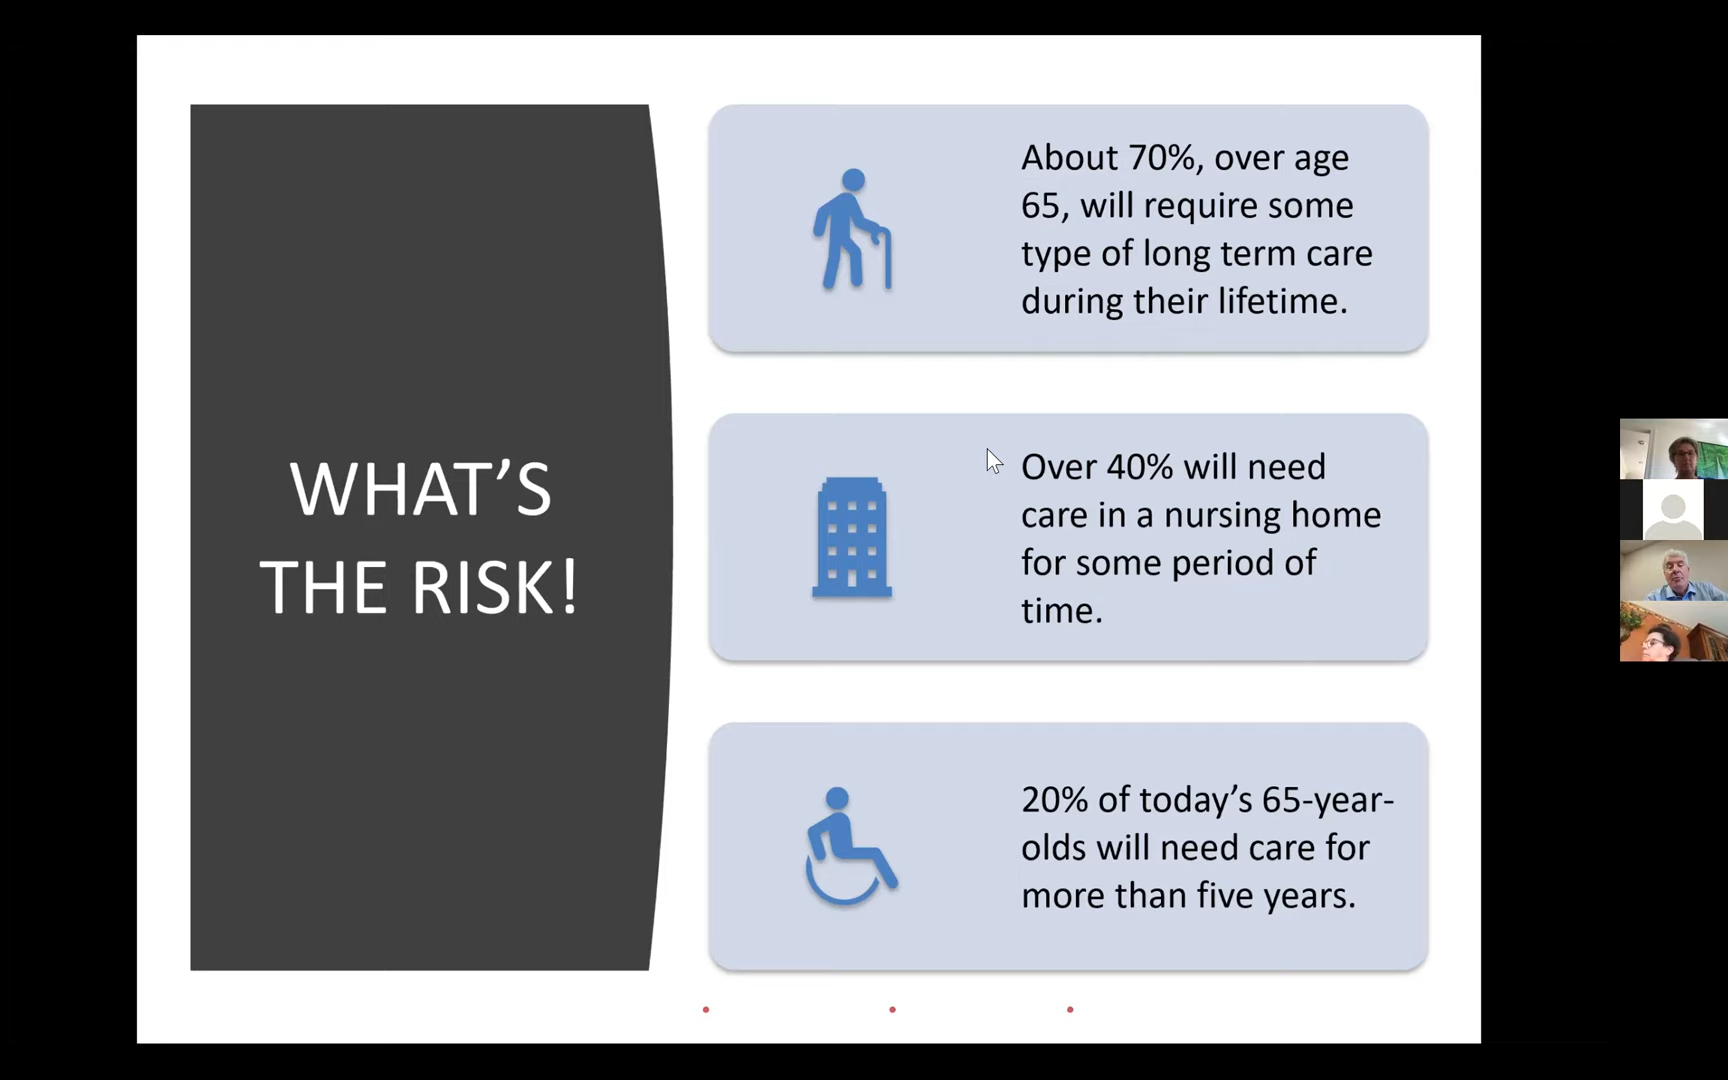 WHAT’S
THE RISK!
About 70%, over age
65, will require some
type of long term care
during their lifetime.
Over 40% will need
care in a nursing home
for some period of
time.
20% of today’s 65-year-
olds will need care for
more than five years.